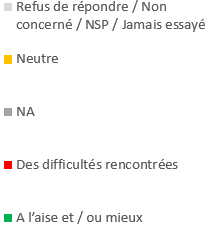 Refus de répondre / Non
concerné / NSP / Jamais essayé
Neutre
NA
Des difficultés rencontrées
A l’aise et / ou mieux